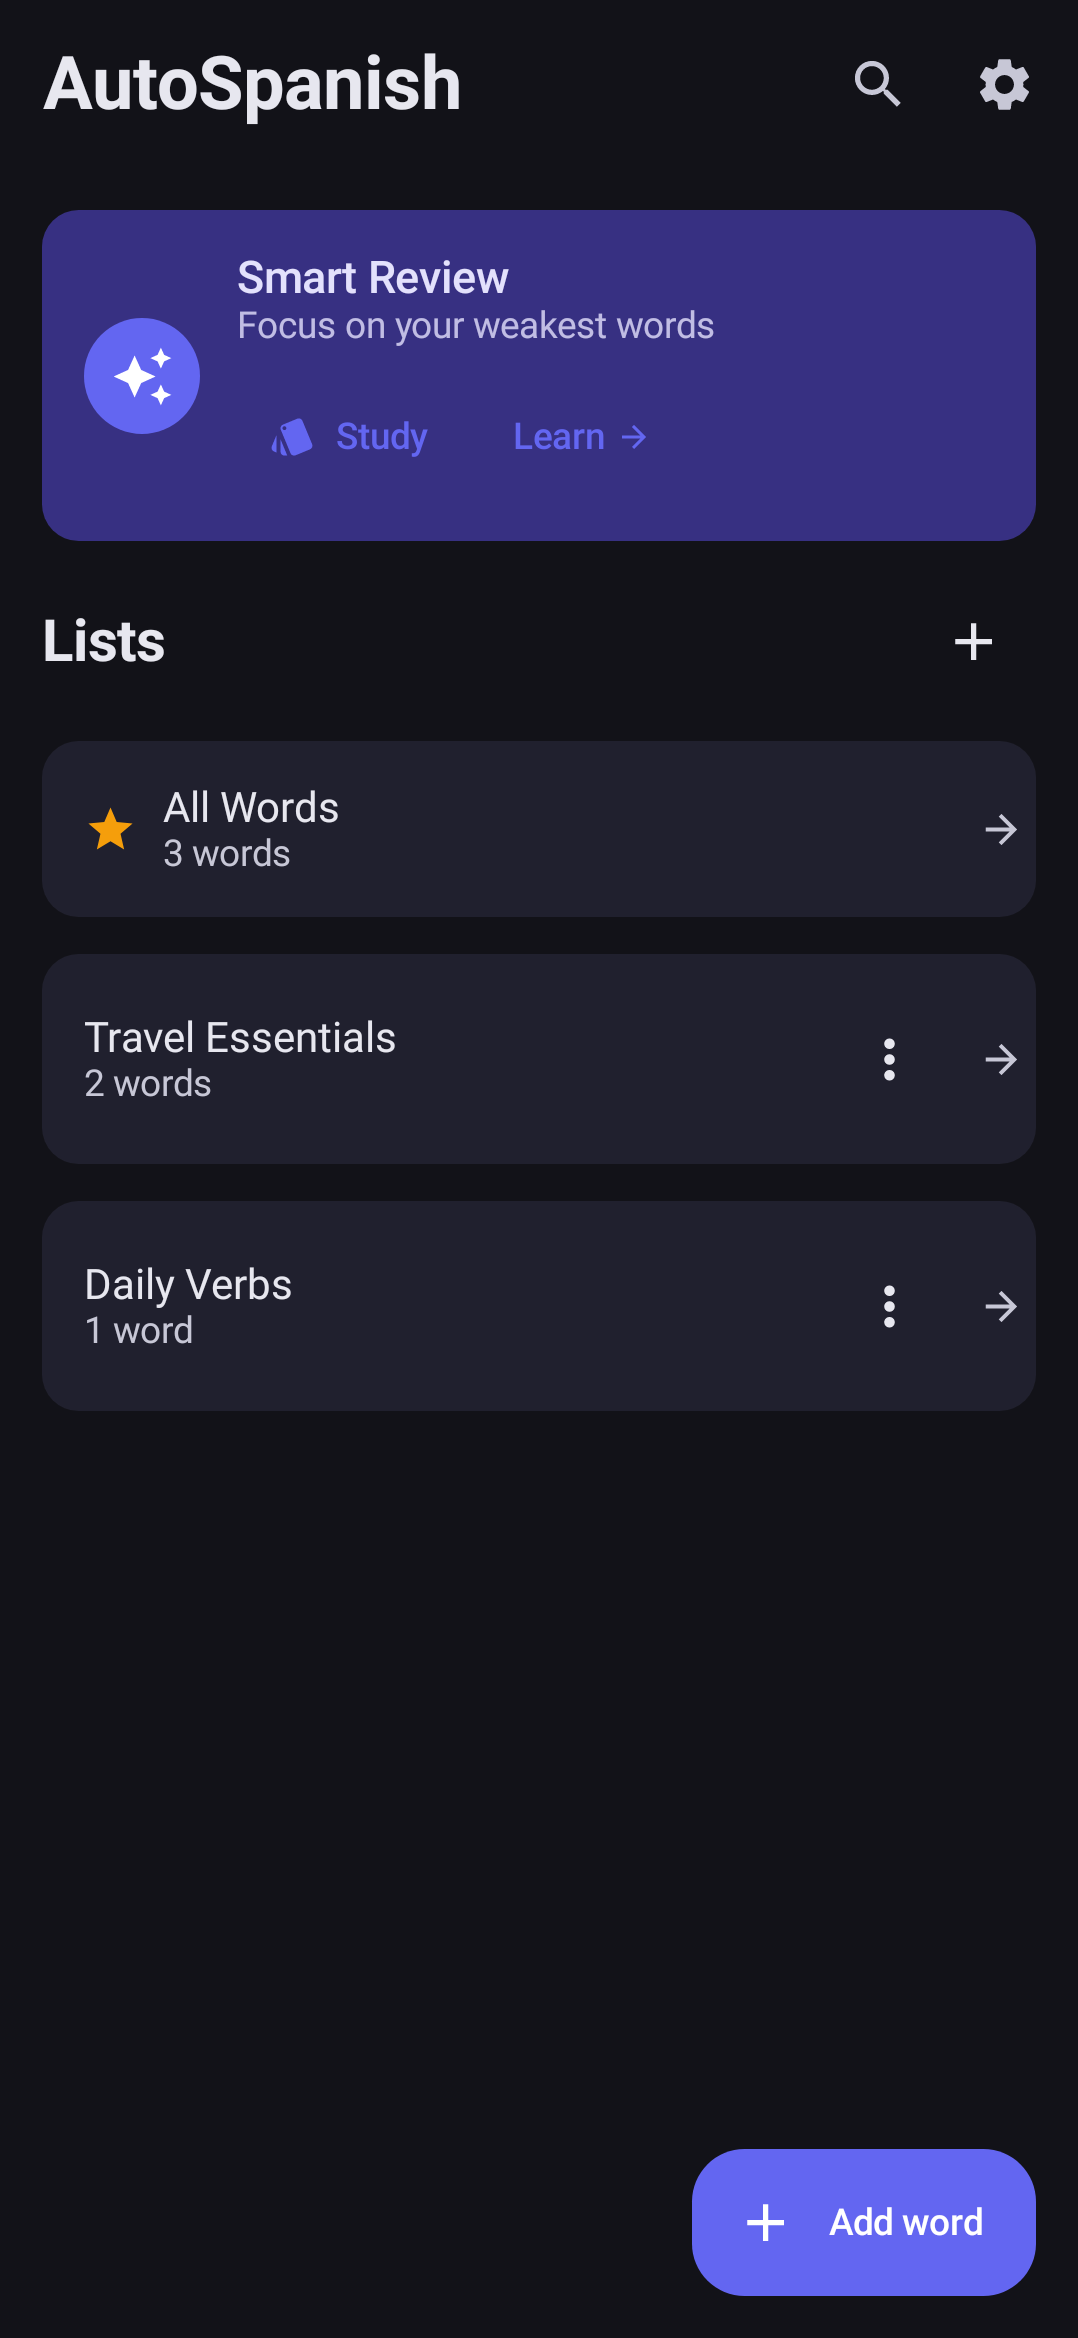 AutoSpanish
Smart Review
Focus on your weakest words
Study
Learn
Lists
All Words
3 words
Travel Essentials
2 words
Daily Verbs
1 word
Add word